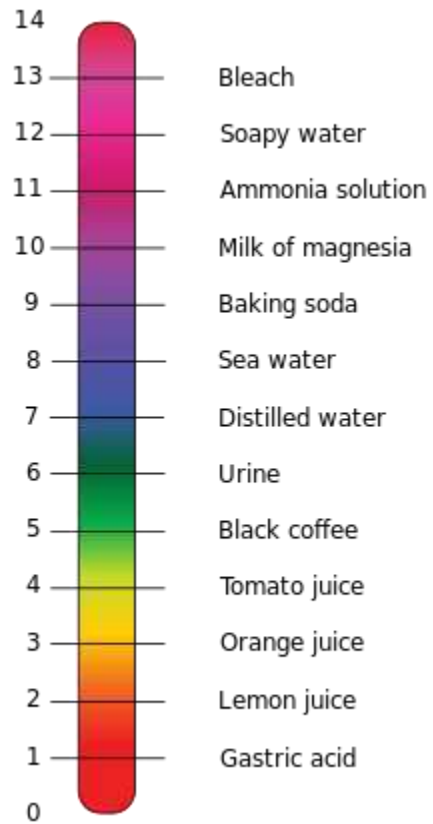 14
13 Bleach
12 Soapy water
11 Ammonia solution
10 Milk of magnesia
9 Baking soda
8 Sea water
7 Distilled water
6 Urine
5 Black coffee
4 Tomato juice
3 Orange juice
2 Lemon juice
1 Gastric acid
0